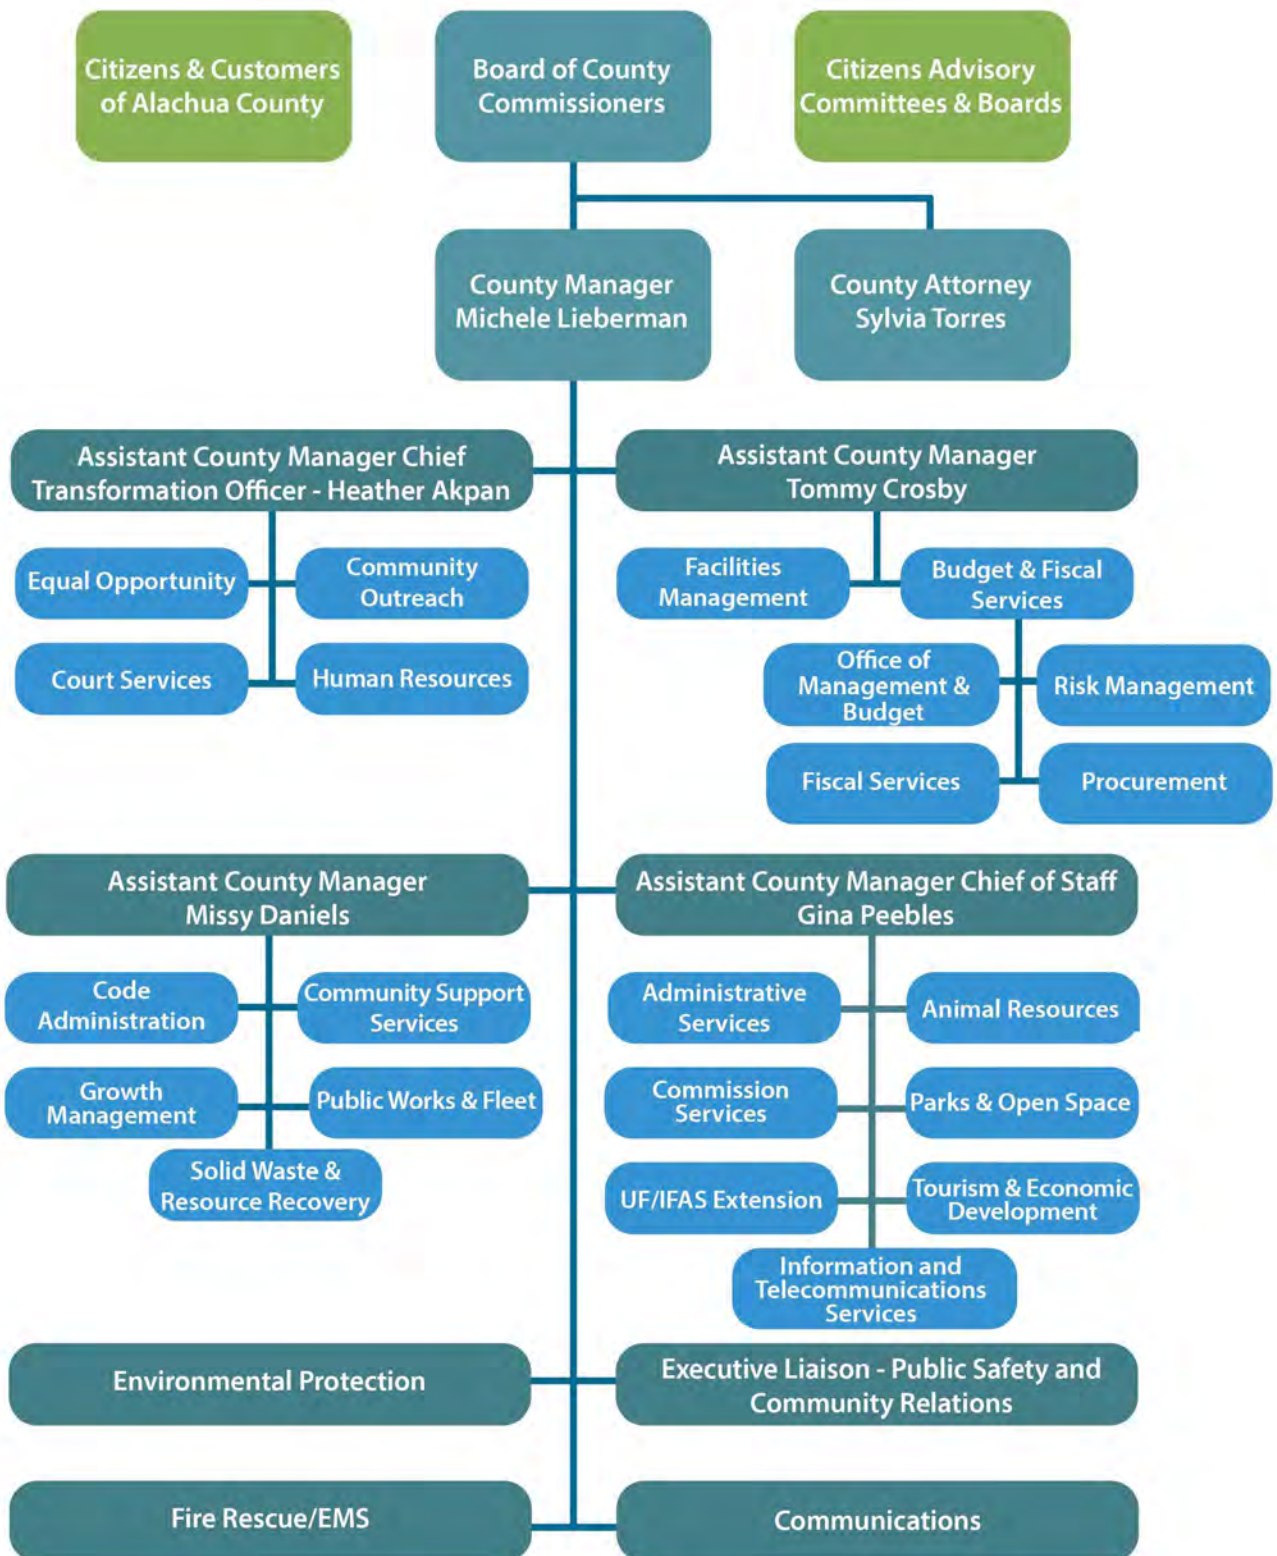 Citizens & Customers
of Alachua County
Board of County
Commissioners
Citizens Advisory
Committees & Boards
County Manager
Michele Lieberman
County Attorney
Sylvia Torres
Assistant County Manager Chief
Transformation Officer - Heather Akpan
Assistant County Manager
Tommy Crosby
Equal Opportunity
Community
Outreach
Court Services
Human Resources
Facilities
Management
Budget & Fiscal
Services
Office of
Management &
Budget
Risk Management
Fiscal Services
Procurement
Assistant County Manager
Missy Daniels
Assistant County Manager Chief of Staff
Gina Peebles
Code
Administration
Community Support
Services
Growth
Management
Public Works & Fleet
Solid Waste &
Resource Recovery
Administrative
Services
Animal Resources
Commission
Services
Parks & Open Space
UF/IFAS Extension
Tourism & Economic
Development
Information and
Telecommunications
Services
Environmental Protection
Executive Liaison - Public Safety and
Community Relations
Fire Rescue/EMS
Communications